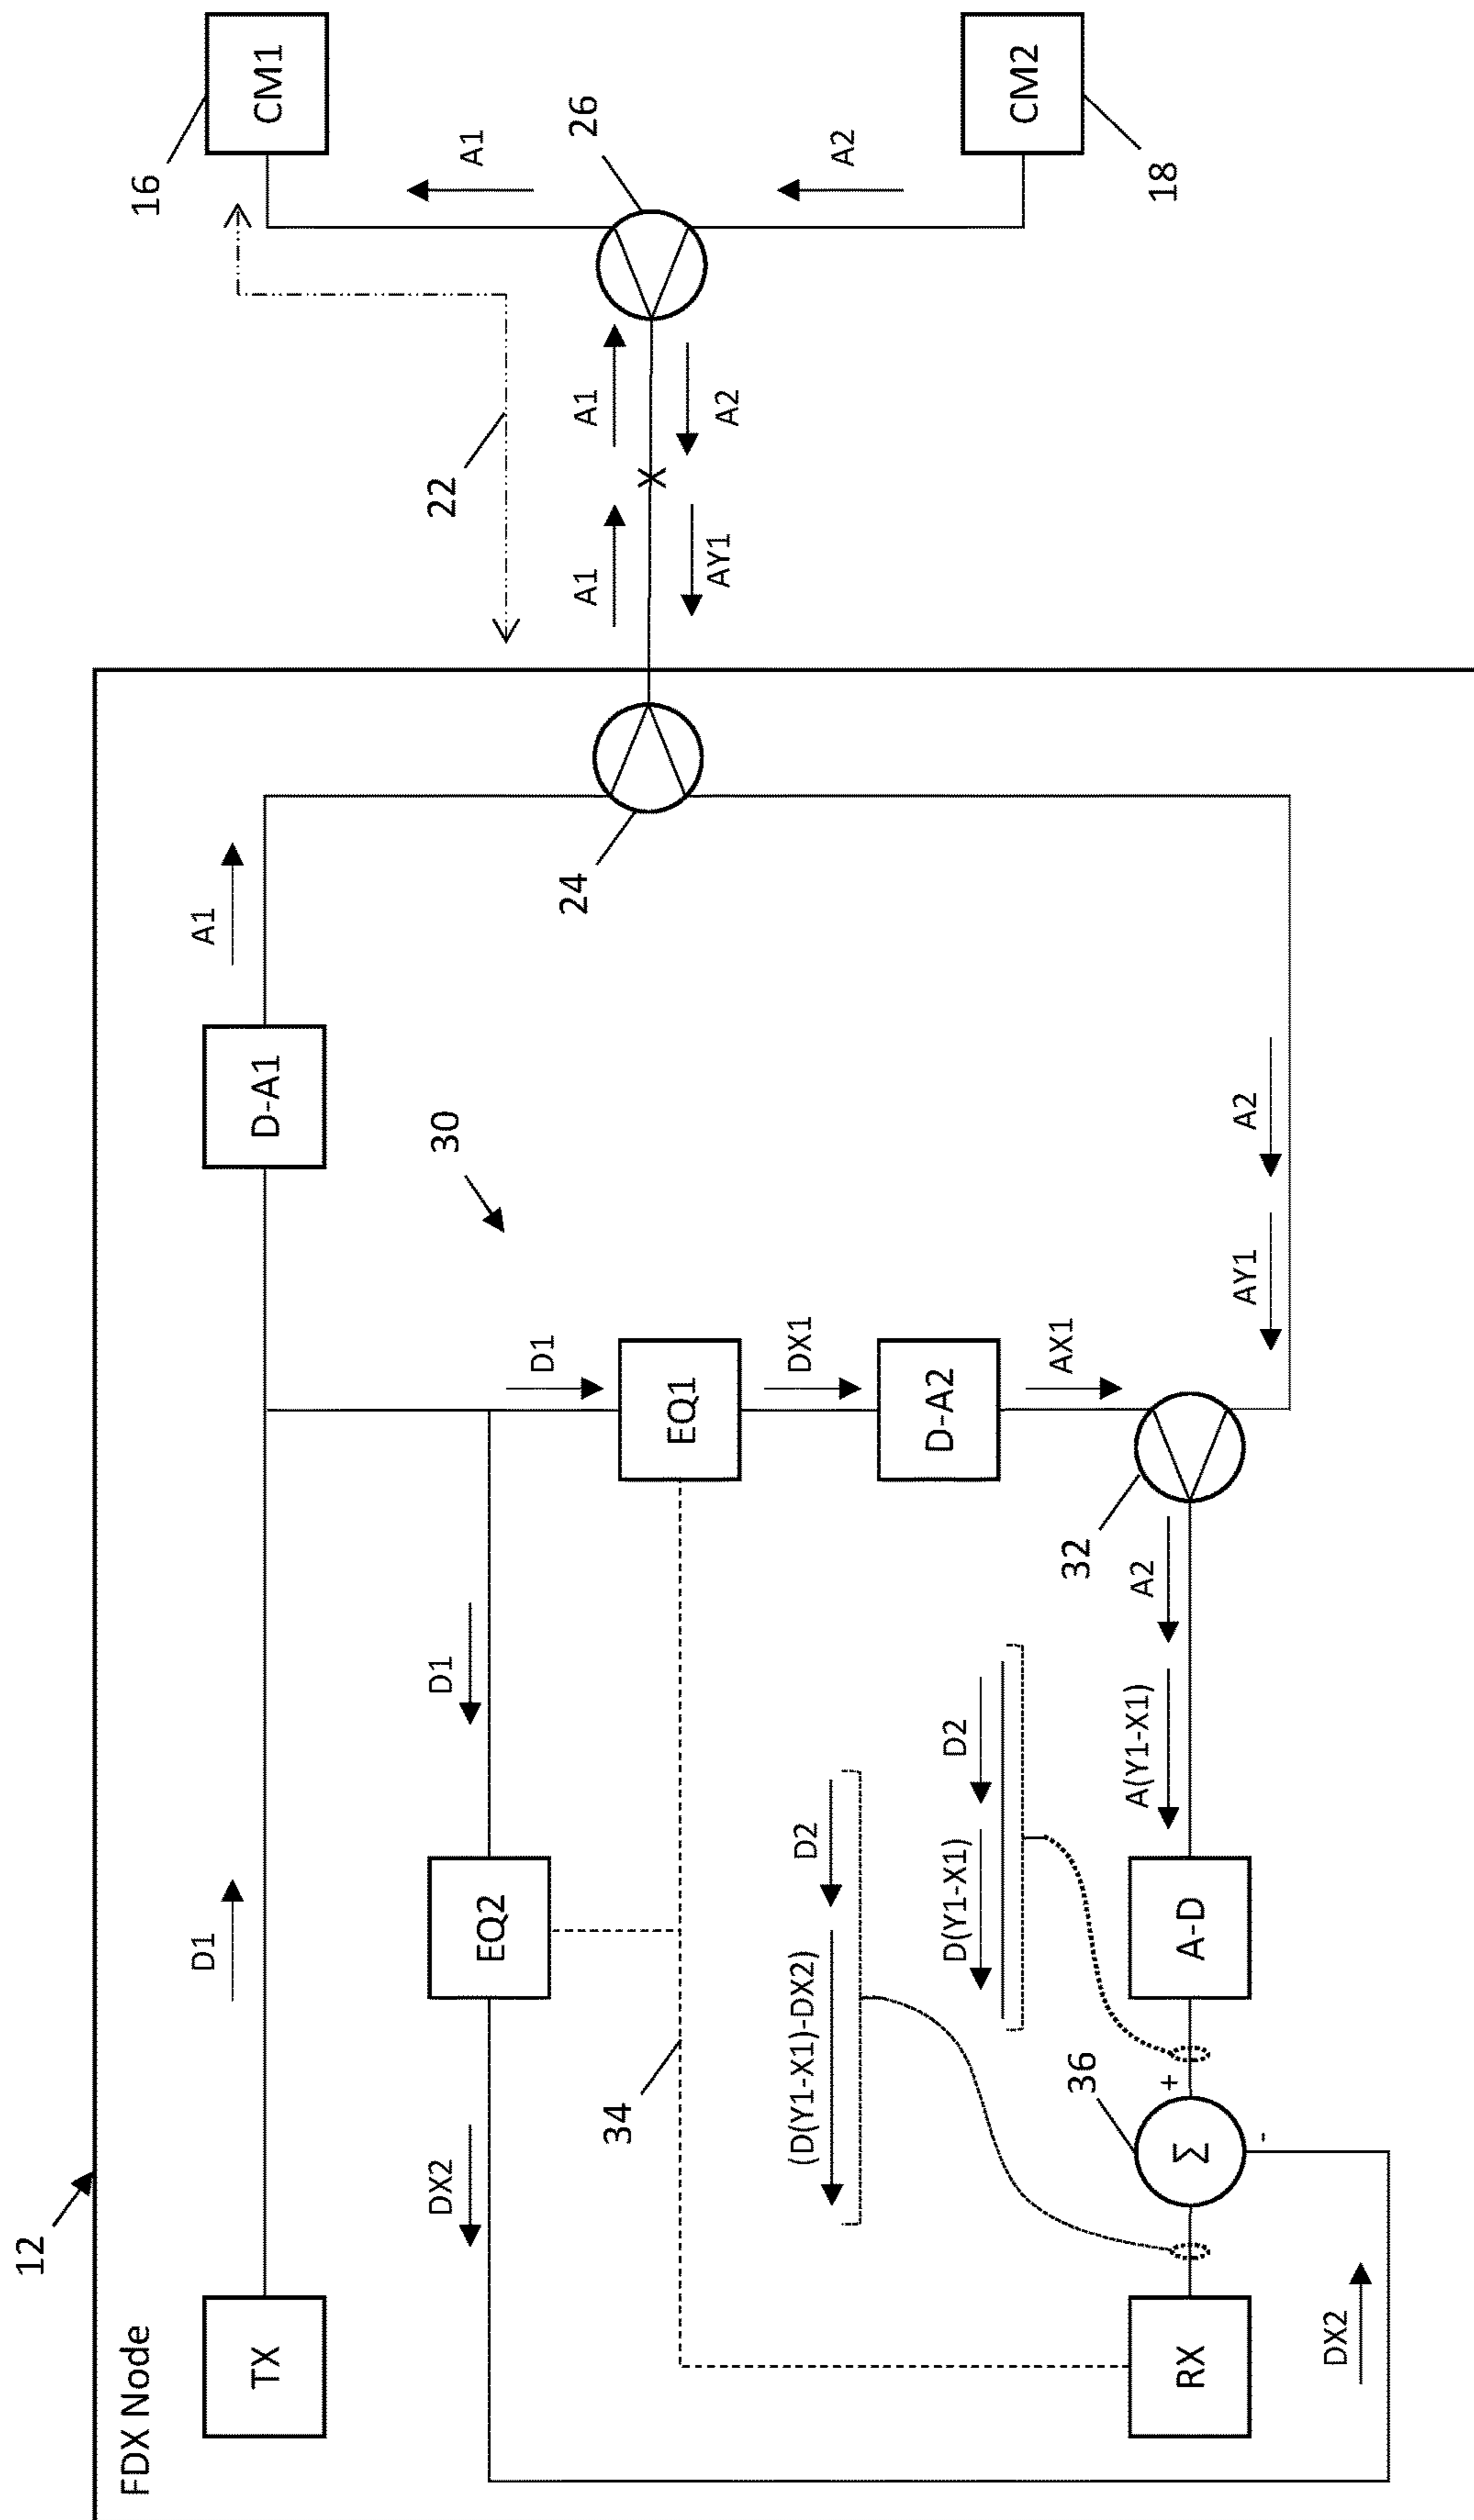 12
FDX Node
16
D1
A1
TX
D-A1
CM1
DX2
D1
30
22
A1
EQ2
D1
24
A1
A1
26
34
X
EQ1
AY1
A2
(D(Y1-X1)-DX2)
D2
DX1
A2
D(Y1-X1)
D2
D-A2
CM2
AX1
36
32
A(Y1-X1)
A2
18
+
RX
Σ
A-D
AY1
A2
-
DX2